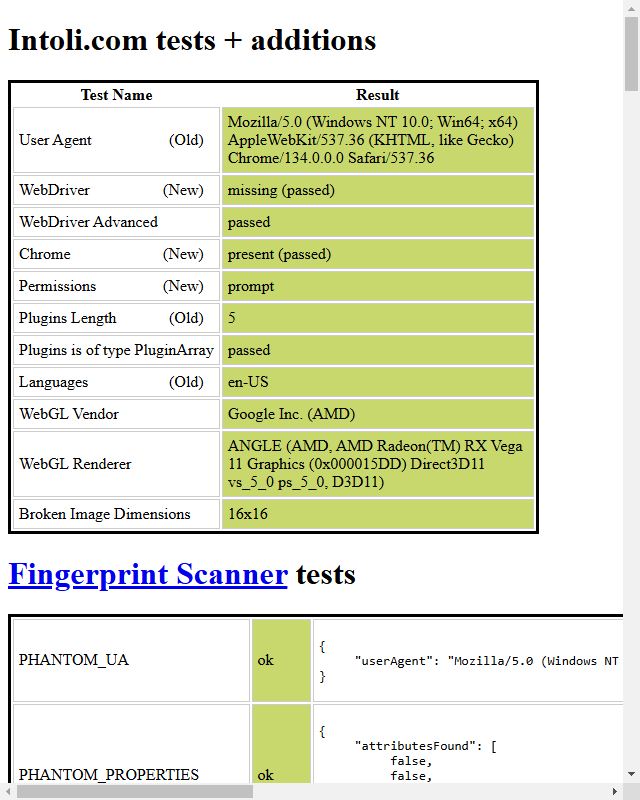 Intoli.com tests + additions
Test Name Result
User Agent (Old) Mozilla/5.0 (Windows NT 10.0; Win64; x64)
AppleWebKit/537.36 (KHTML, like Gecko)
Chrome/134.0.0.0 Safari/537.36
WebDriver (New) missing (passed)
WebDriver Advanced passed
Chrome (New) present (passed)
Permissions (New) prompt
Plugins Length (Old) 5
Plugins is of type PluginArray passed
Languages (Old) en-US
WebGL Vendor Google Inc. (AMD)
WebGL Renderer ANGLE (AMD, AMD Radeon(TM) RX Vega
11 Graphics (0x000015DD) Direct3D11
vs_5_0 ps_5_0, D3D11)
Broken Image Dimensions 16x16
Fingerprint Scanner tests
PHANTOM_UA ok {
"userAgent": "Mozilla/5.0 (Windows NT
}
PHANTOM_PROPERTIES ok {
"attributesFound": [
false,
false,